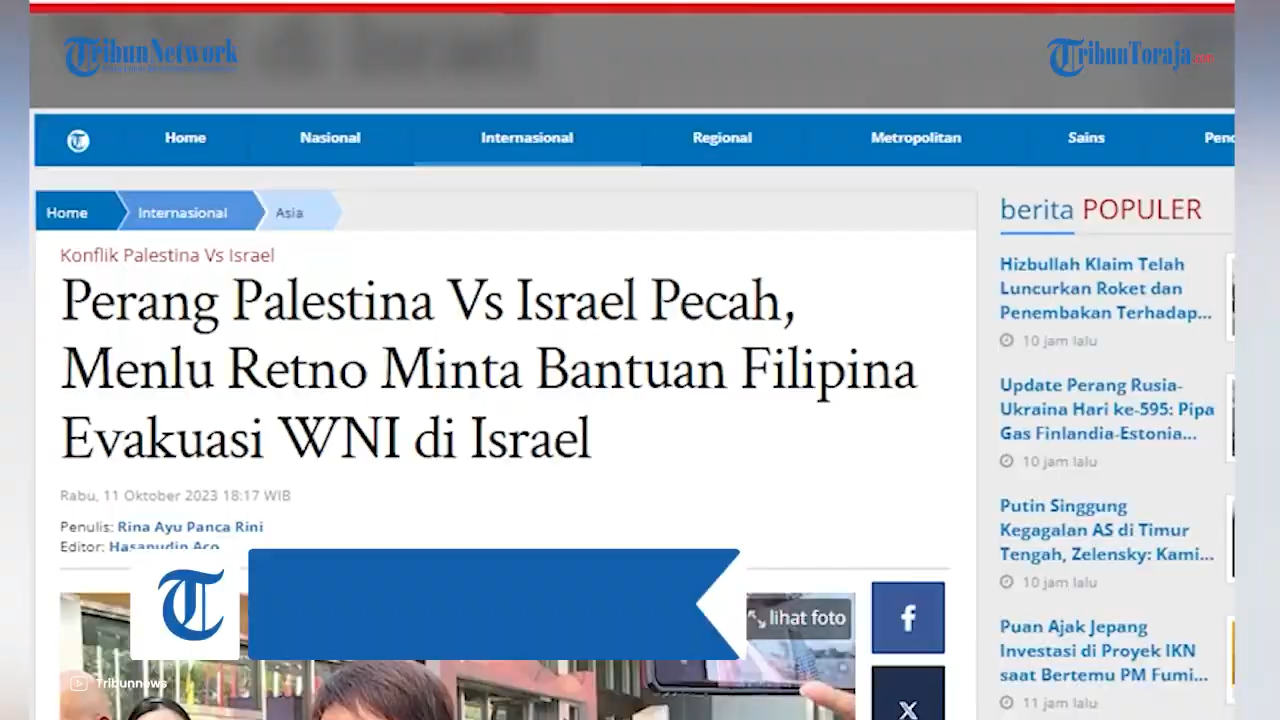 TribunNetwork
TribunToraja.com
Home
Nasional
Internasional
Regional
Metropolitan
Sains
Home
Internasional
Asia
Konflik Palestina Vs Israel
Perang Palestina Vs Israel Pecah,
Menlu Retno Minta Bantuan Filipina
Evakuasi WNI di Israel
Rabu, 11 Oktober 2023 18:17 WIB
Penulis: Rina Ayu Panca Rini
Editor: Hasanudin Aco
lihat foto
Tribunnews
berita POPULER
Hizbullah Klaim Telah
Luncurkan Roket dan
Penembakan Terhadap...
10 jam lalu
Update Perang Rusia-
Ukraina Hari ke-595: Pipa
Gas Finlandia-Estonia...
10 jam lalu
Putin Singgung
Kegagalan AS di Timur
Tengah, Zelensky: Kami...
10 jam lalu
Puan Ajak Jepang
Investasi di Proyek IKN
saat Bertemu PM Fumi...
11 jam lalu